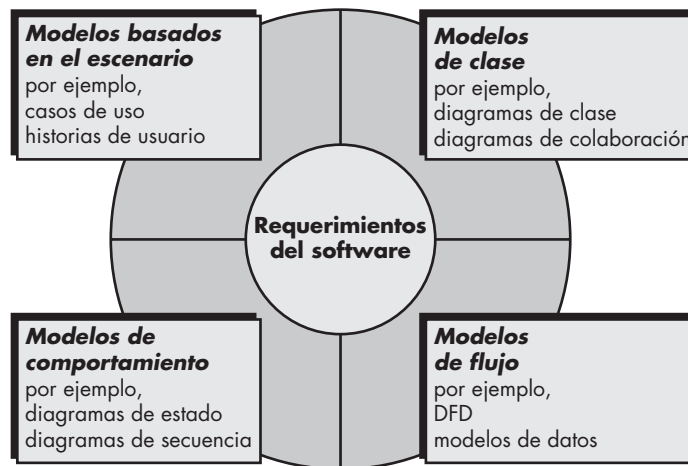 Modelos basados
en el escenario
por ejemplo,
casos de uso
historias de usuario
Modelos
de clase
por ejemplo,
diagramas de clase
diagramas de colaboración
Requerimientos
del software
Modelos de
comportamiento
por ejemplo,
diagramas de estado
diagramas de secuencia
Modelos
de flujo
por ejemplo,
DFD
modelos de datos